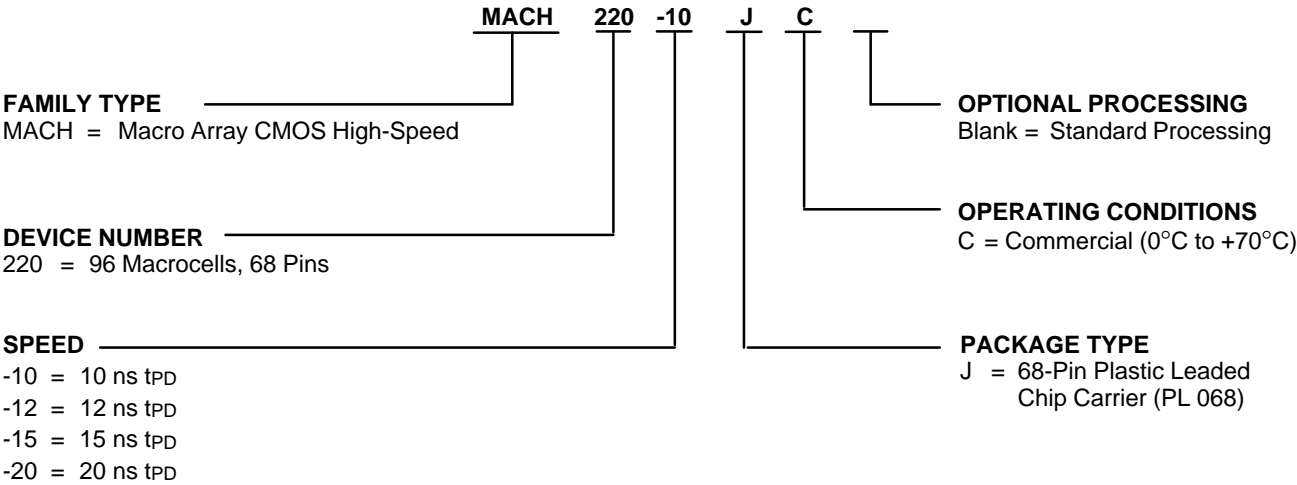 MACH 220 -10 J C
FAMILY TYPE
MACH = Macro Array CMOS High-Speed
DEVICE NUMBER
220 = 96 Macrocells, 68 Pins
SPEED
-10 = 10 ns tPD
-12 = 12 ns tPD
-15 = 15 ns tPD
-20 = 20 ns tPD
OPTIONAL PROCESSING
Blank = Standard Processing
OPERATING CONDITIONS
C = Commercial (0°C to +70°C)
PACKAGE TYPE
J = 68-Pin Plastic Leaded
Chip Carrier (PL 068)